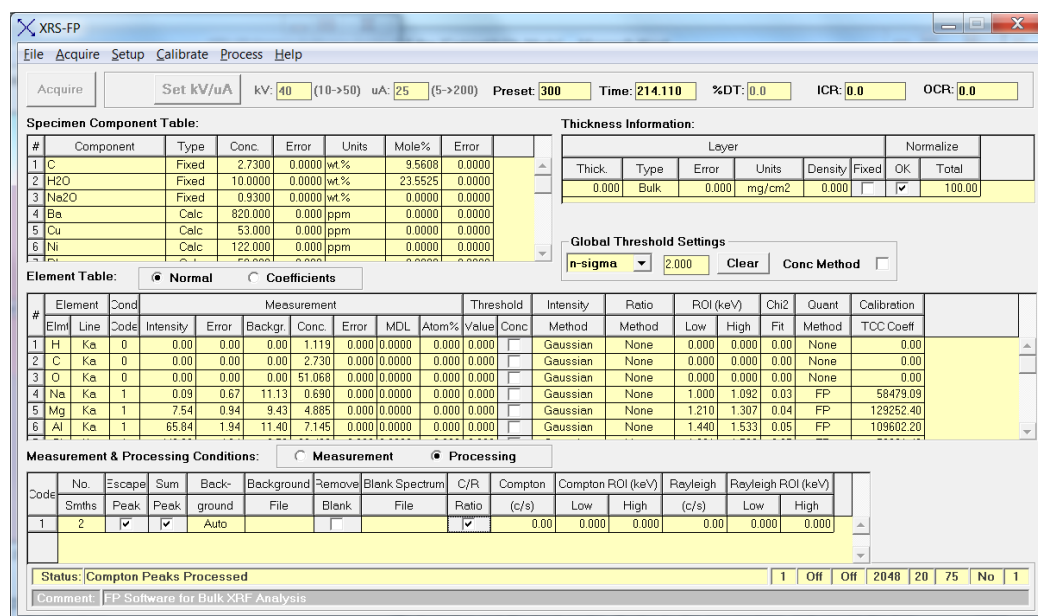 XRS-FP
File Acquire Setup Calibrate Process Help
Acquire Set kV/uA kV: 40 (10->50) uA: 25 (5->200) Preset: 300 Time: 214.110 %DT: 0.0 ICR: 0.0 OCR: 0.0
Specimen Component Table: Thickness Information:
# Component Type Conc. Error Units Mole% Error
1 C Fixed 2.7300 0.0000 wt.% 9.5608 0.0000
2 H2O Fixed 10.0000 0.0000 wt.% 23.5525 0.0000
3 Na2O Fixed 0.9300 0.0000 wt.% 0.0000 0.0000
4 Ba Calc 820.000 0.000 ppm 0.0000 0.0000
5 Cu Calc 53.000 0.000 ppm 0.0000 0.0000
6 Ni Calc 122.000 0.000 ppm 0.0000 0.0000
Layer Normalize
Thick. Type Error Units Density Fixed OK Total
0.000 Bulk 0.000 mg/cm2 0.000 100.00
Global Threshold Settings
n-sigma 2.000 Clear Conc Method
Element Table: Normal Coefficients
# Element Cond Measurement Threshold Intensity Ratio ROI (keV) Chi2 Quant Calibration
Elmt Line Code Intensity Error Backgr. Conc. Error MDL Atom% Value Conc Method Method Low High Fit Method TCC Coeff
1 H Ka 0 0.00 0.00 0.00 1.119 0.000 0.0000 0.000 0.000 Gaussian None 0.000 0.000 0.00 None 0.00
2 C Ka 0 0.00 0.00 0.00 2.730 0.000 0.0000 0.000 0.000 Gaussian None 0.000 0.000 0.00 None 0.00
3 O Ka 0 0.00 0.00 0.00 51.068 0.000 0.0000 0.000 0.000 Gaussian None 0.000 0.000 0.00 None 0.00
4 Na Ka 1 0.09 0.67 11.13 0.690 0.000 0.0000 0.000 0.000 Gaussian None 1.000 1.092 0.03 FP 58479.09
5 Mg Ka 1 7.54 0.94 9.43 4.885 0.000 0.0000 0.000 0.000 Gaussian None 1.210 1.307 0.04 FP 129252.40
6 Al Ka 1 65.84 1.94 11.40 7.145 0.000 0.0000 0.000 0.000 Gaussian None 1.440 1.533 0.05 FP 109602.20
Measurement & Processing Conditions: Measurement Processing
Code No. Escape Sum Back- Background Remove Blank Spectrum C/R Compton Compton ROI (keV) Rayleigh Rayleigh ROI (keV)
Smths Peak Peak ground File Blank File Ratio (c/s) Low High (c/s) Low High
1 2 Auto 0.00 0.000 0.000 0.00 0.000 0.000
Status: Compton Peaks Processed 1 Off Off 2048 20 75 No 1
Comment: FP Software for Bulk XRF Analysis